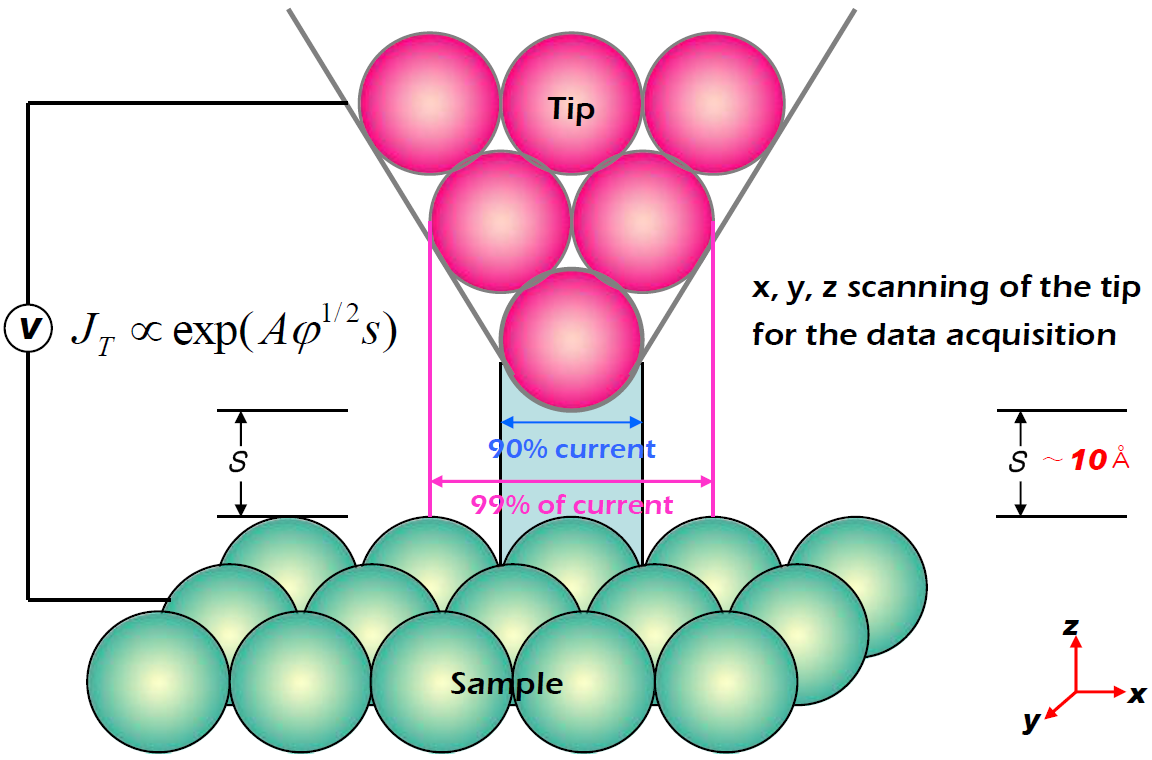 Tip
x, y, z scanning of the tip
for the data acquisition
V
J_T ∝ exp(Aφ^{1/2}s)
90% current
S
S ~ 10 Å
99% of current
Sample
z
x
y